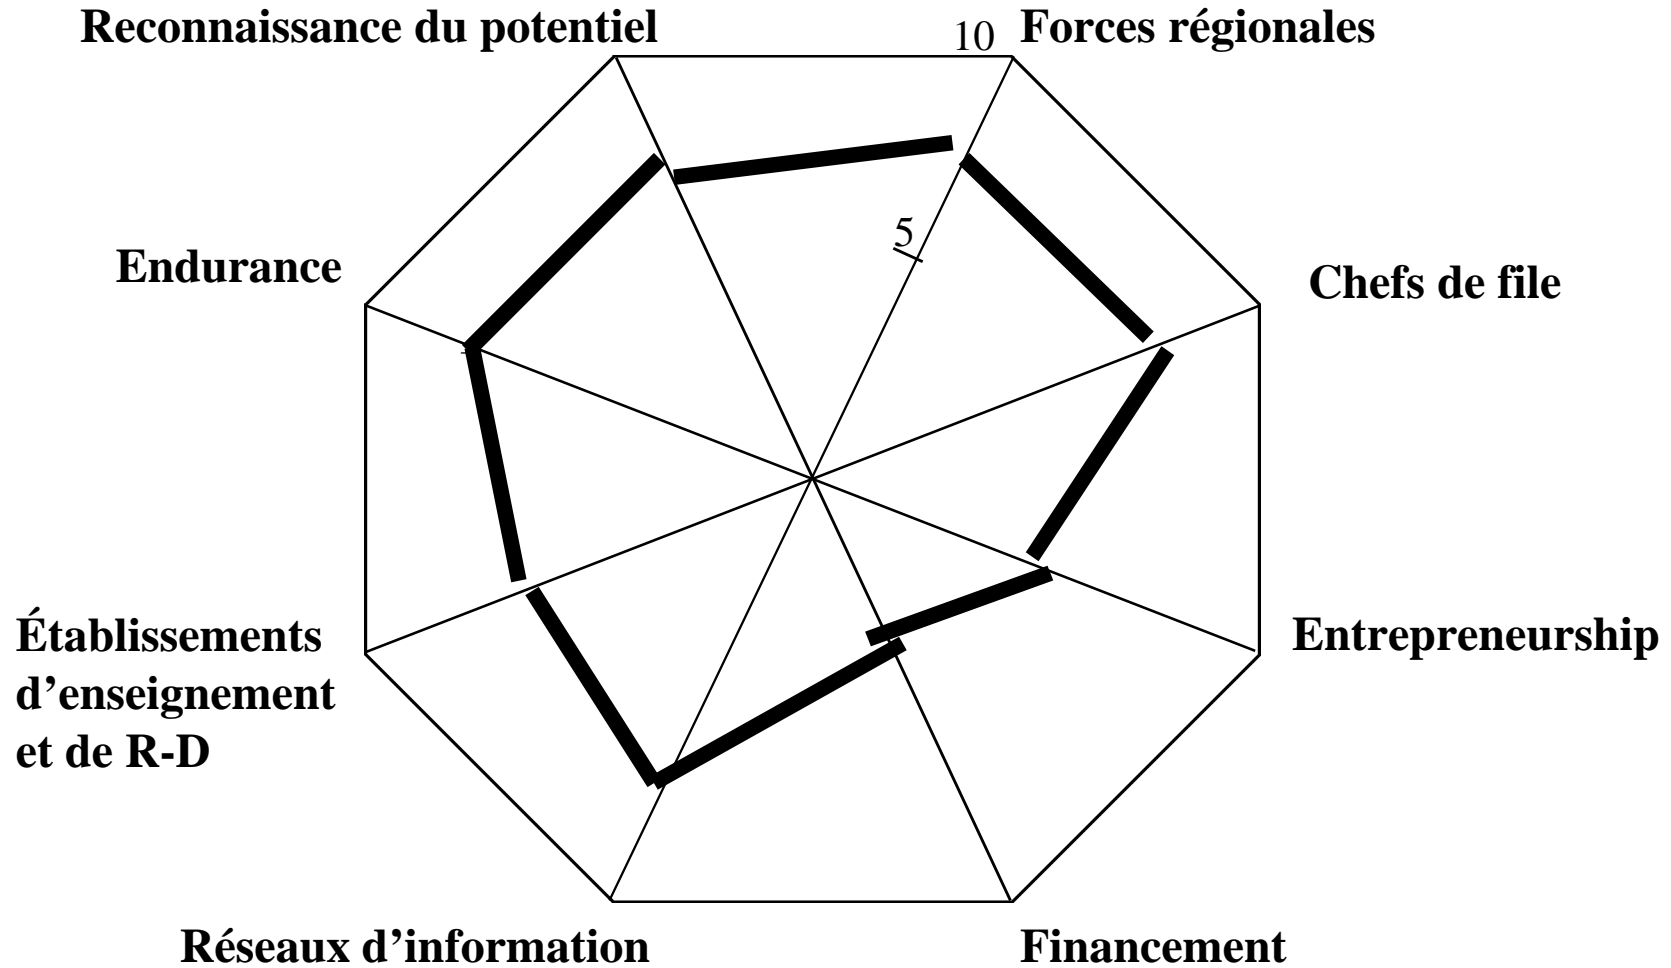 Reconnaissance du potentiel
10
Forces régionales
5
Endurance
Chefs de file
Établissements
d’enseignement
et de R-D
Entrepreneurship
Réseaux d’information
Financement